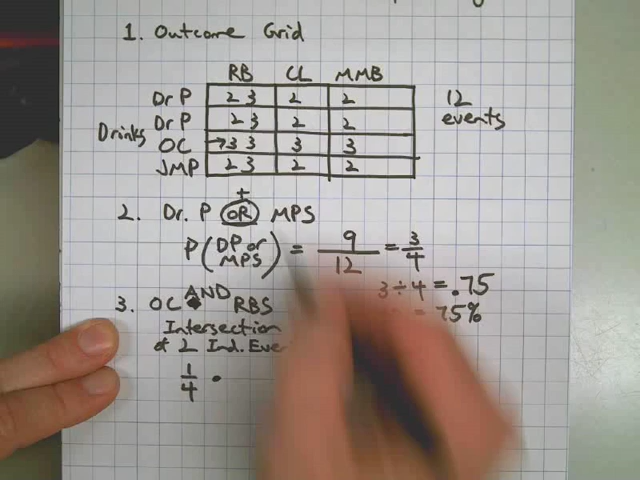 1. Outcome Grid
RB CL MMB
Dr P 2 3 2 2 12
Dr P 2 3 2 2 events
Drinks OC →3 3 3 3
JMP 2 3 2 2
+
2. Dr. P OR MPS
P(DP or MPS) = 9/12 = 3/4
3 ÷ 4 = .75
= 75%
3. OC AND RBS
Intersection
of 2 Ind. Even
1/4 ·